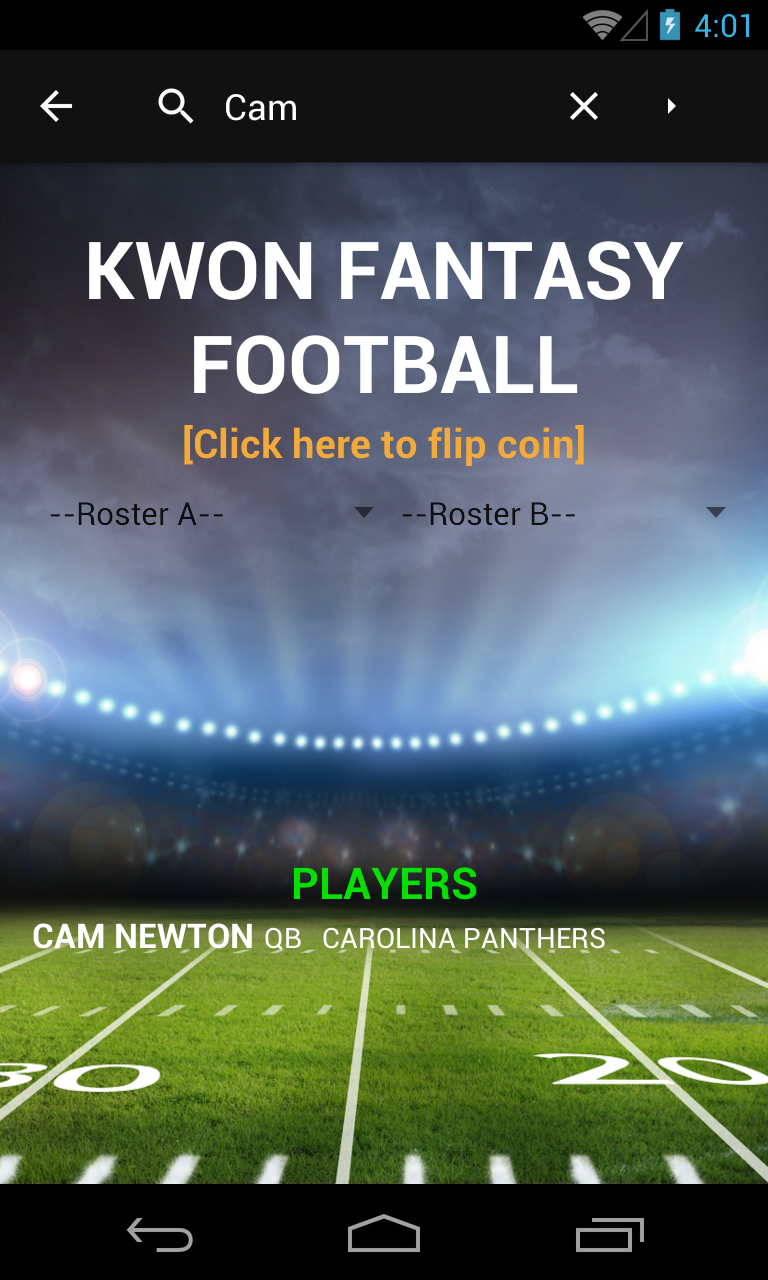 4:01
Cam
KWON FANTASY
FOOTBALL
[Click here to flip coin]
--Roster A-- --Roster B--
PLAYERS
CAM NEWTON QB CAROLINA PANTHERS
30 20